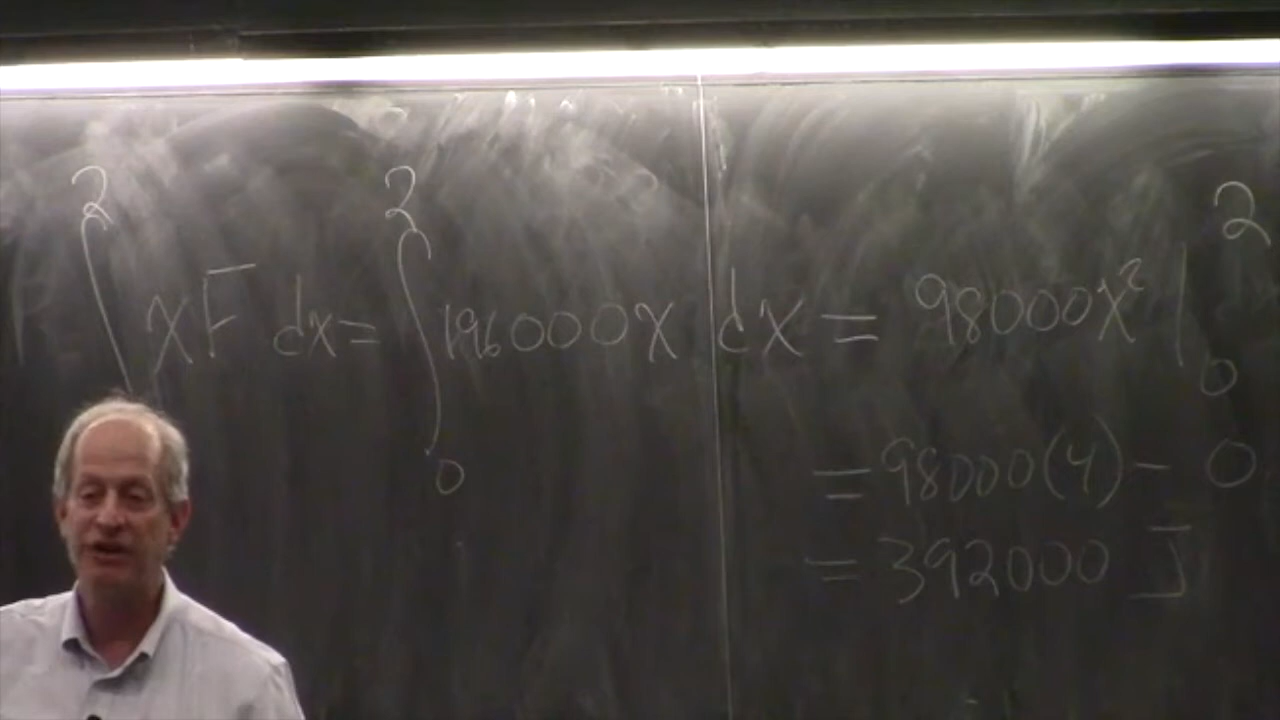 ∫₀² xF dx = ∫₀² 196000x dx = 98000x² |₀²
= 98000(4) - 0
= 392000 J